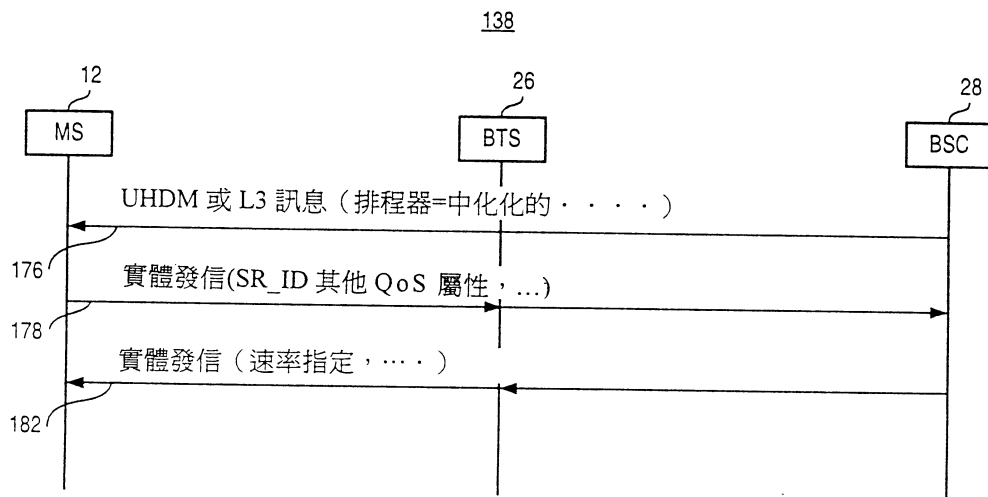 138
12
26
28
MS
BTS
BSC
UHDM 或 L3 訊息（排程器=中化化的‧‧‧‧）
176
實體發信(SR_ID 其他 QoS 屬性，...)
178
實體發信（速率指定，‧‧‧‧）
182